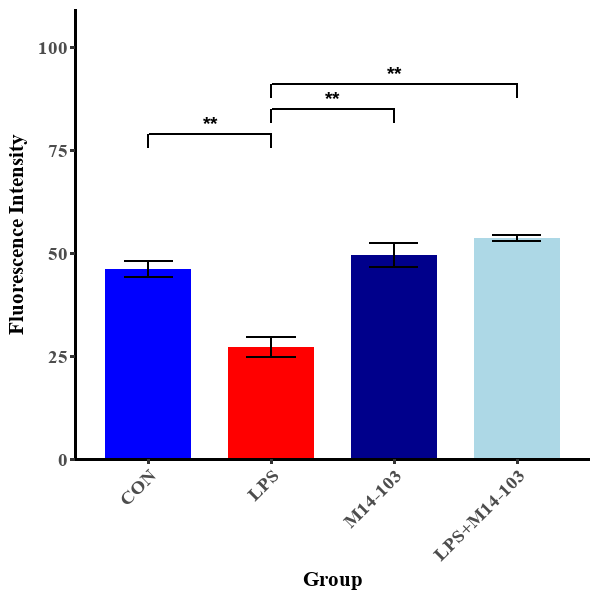 100
75
50
25
0
Fluorescence Intensity
**
**
**
CON
LPS
M14-103
LPS+M14-103
Group